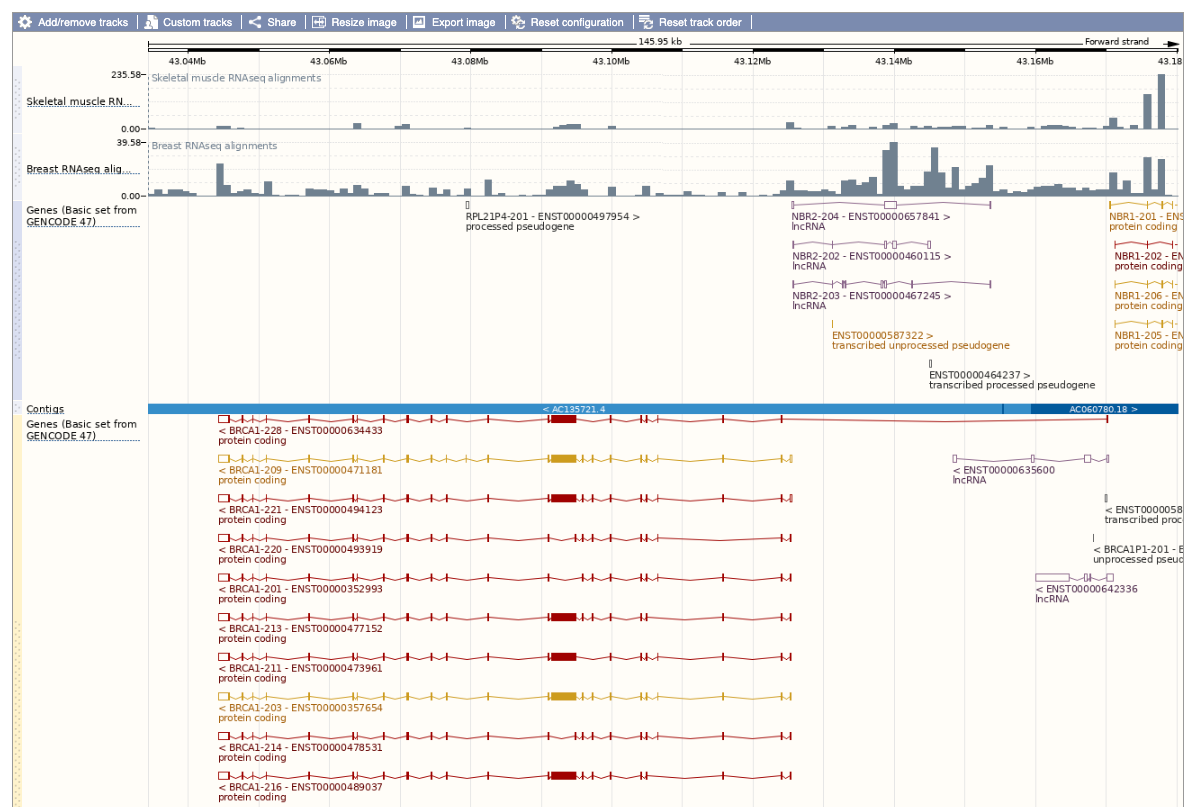 Add/remove tracks Custom tracks Share Resize image Export image Reset configuration Reset track order
145.95 kb Forward strand
43.04Mb 43.06Mb 43.08Mb 43.10Mb 43.12Mb 43.14Mb 43.16Mb 43.18
235.58 Skeletal muscle RNAseq alignments
Skeletal muscle RN...
0.00
39.58 Breast RNAseq alignments
Breast RNAseq alig...
0.00
Genes (Basic set from
GENCODE 47)
RPL21P4-201 - ENST00000497954 >
processed pseudogene
NBR2-204 - ENST00000657841 >
lncRNA
NBR1-201 - ENS
protein coding
NBR2-202 - ENST00000460115 >
lncRNA
NBR1-202 - EN
protein coding
NBR2-203 - ENST00000467245 >
lncRNA
NBR1-206 - EN
protein coding
ENST00000587322 >
transcribed unprocessed pseudogene
NBR1-205 - EN
protein coding
ENST00000464237 >
transcribed processed pseudogene
Contigs
< AC135721.4 AC060780.18 >
Genes (Basic set from
GENCODE 47)
< BRCA1-228 - ENST00000634433
protein coding
< BRCA1-209 - ENST00000471181
protein coding
< ENST00000635600
lncRNA
< BRCA1-221 - ENST00000494123
protein coding
< ENST0000058
transcribed proc
< BRCA1-220 - ENST00000493919
protein coding
< BRCA1P1-201 - E
unprocessed pseud
< BRCA1-201 - ENST00000352993
protein coding
< ENST00000642336
lncRNA
< BRCA1-213 - ENST00000477152
protein coding
< BRCA1-211 - ENST00000473961
protein coding
< BRCA1-203 - ENST00000357654
protein coding
< BRCA1-214 - ENST00000478531
protein coding
< BRCA1-216 - ENST00000489037
protein coding